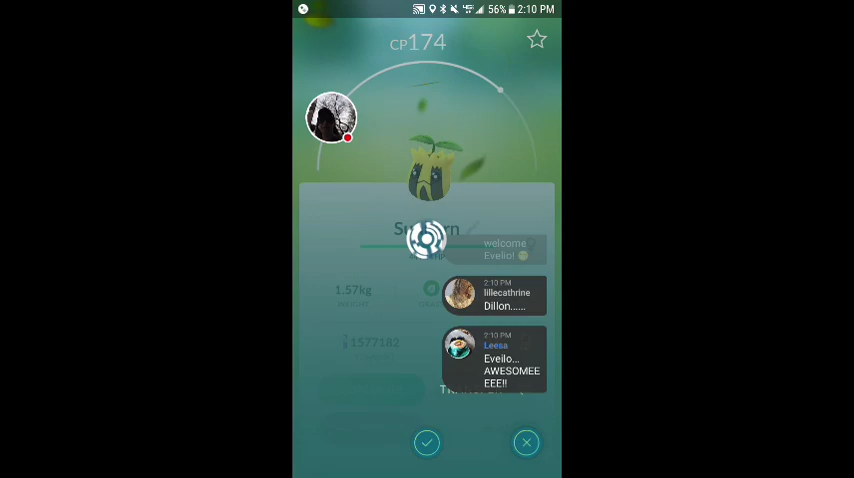 56% 2:10 PM
CP174
welcome
Evelio!
1.57kg
2:10 PM
lillecathrine
Dillon......
1577182
2:10 PM
Leesa
Eveilo...
AWESOMEE
EEE!!